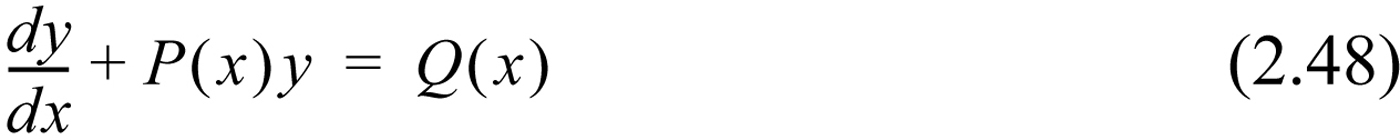 dy/dx + P(x)y = Q(x) (2.48)